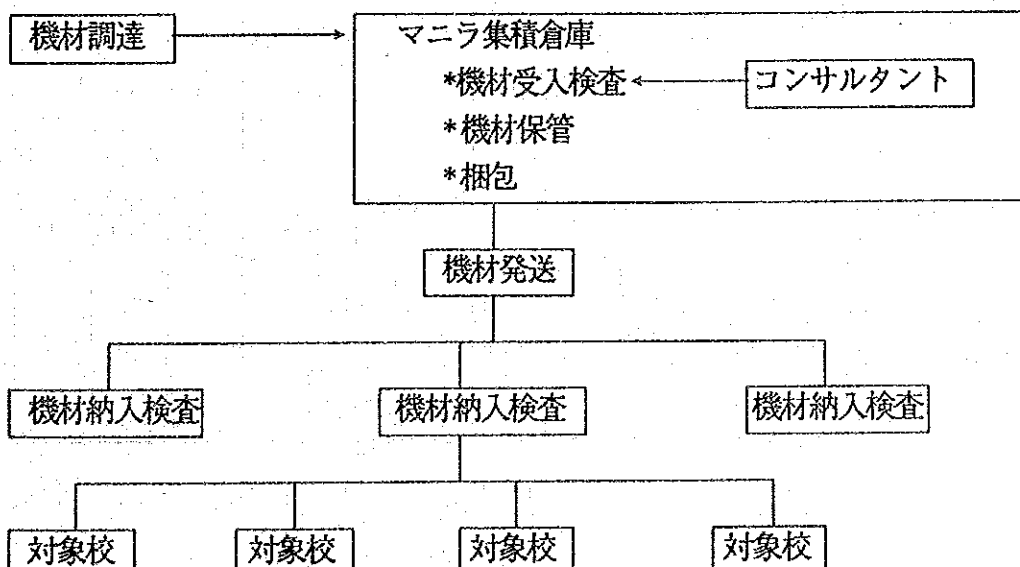 機材調達
マニラ集積倉庫
*機材受入検査
コンサルタント
*機材保管
*梱包
機材発送
機材納入検査
機材納入検査
機材納入検査
対象校
対象校
対象校
対象校